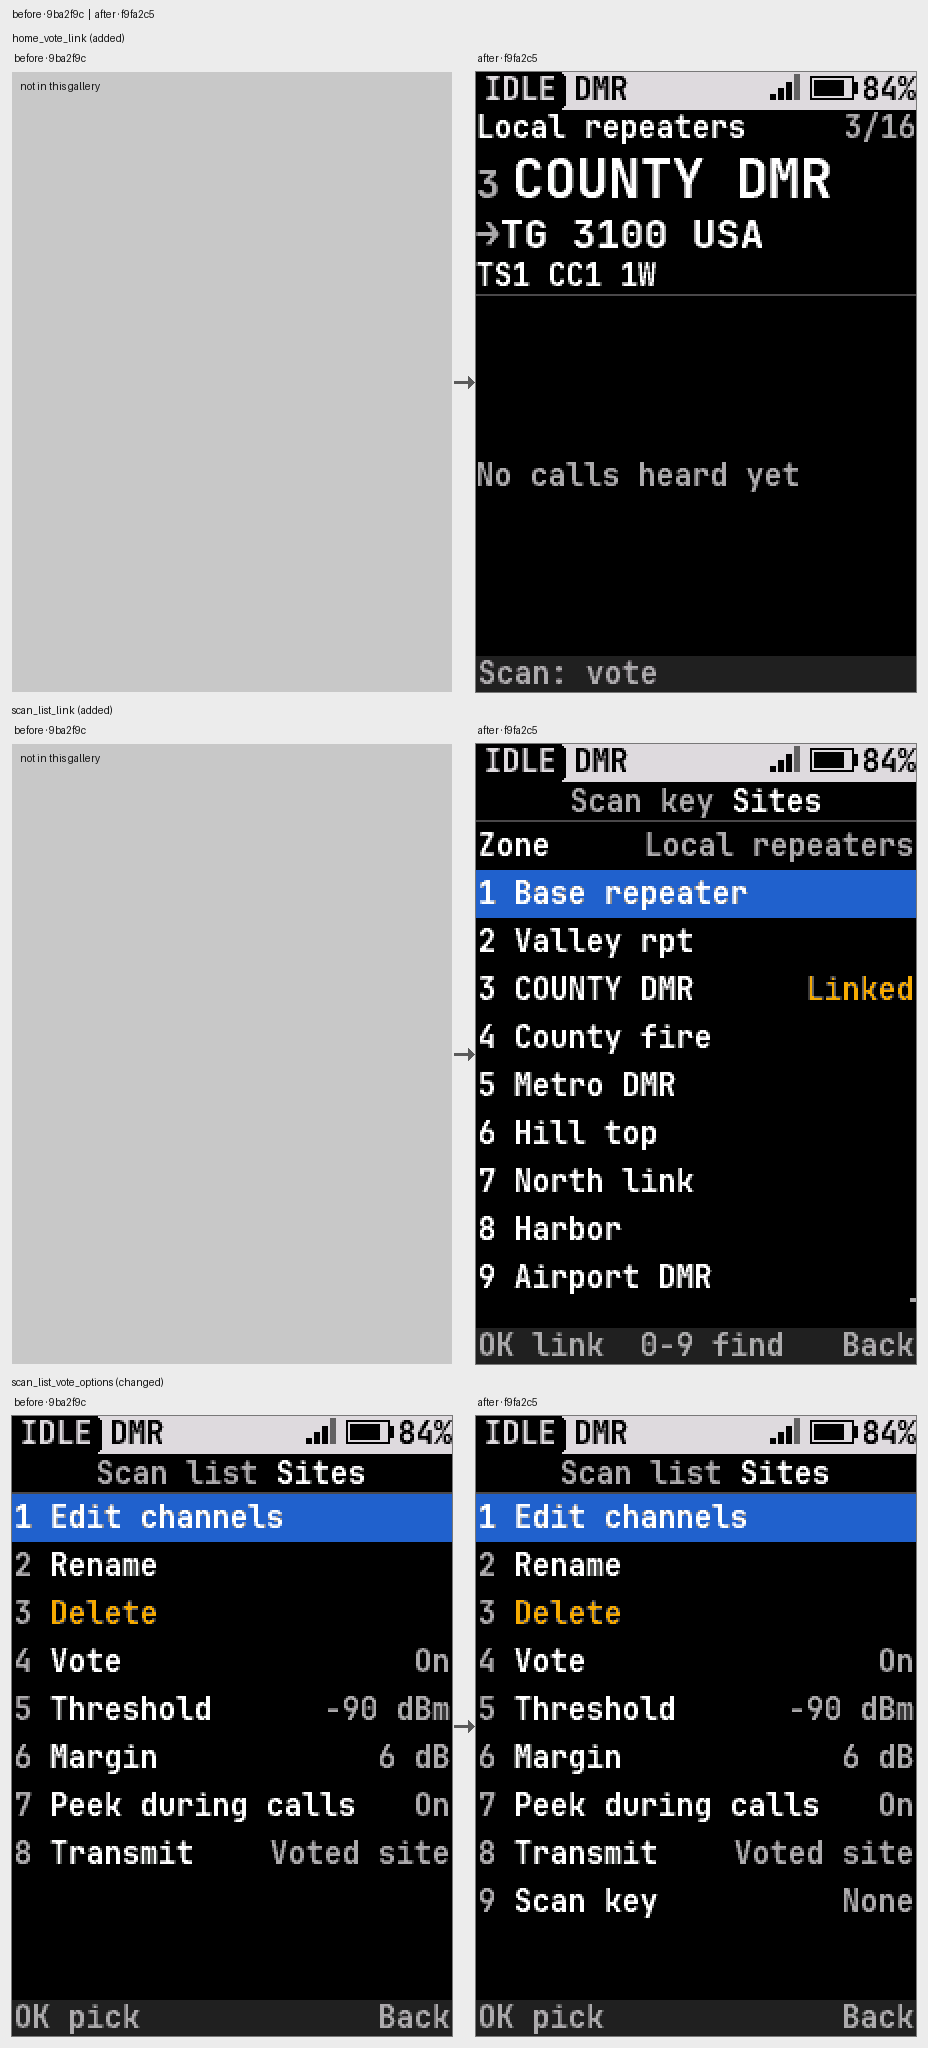 before · 9ba2f9c | after · f9fa2c5
home_vote_link (added)
before · 9ba2f9c
after · f9fa2c5
not in this gallery
IDLE DMR 84%
Local repeaters 3/16
3 COUNTY DMR
→TG 3100 USA
TS1 CC1 1W
No calls heard yet
Scan: vote
scan_list_link (added)
before · 9ba2f9c
after · f9fa2c5
not in this gallery
IDLE DMR 84%
Scan key Sites
Zone Local repeaters
1 Base repeater
2 Valley rpt
3 COUNTY DMR Linked
4 County fire
5 Metro DMR
6 Hill top
7 North link
8 Harbor
9 Airport DMR
OK link 0-9 find Back
scan_list_vote_options (changed)
before · 9ba2f9c
IDLE DMR 84%
Scan list Sites
1 Edit channels
2 Rename
3 Delete
4 Vote On
5 Threshold -90 dBm
6 Margin 6 dB
7 Peek during calls On
8 Transmit Voted site
OK pick Back
after · f9fa2c5
IDLE DMR 84%
Scan list Sites
1 Edit channels
2 Rename
3 Delete
4 Vote On
5 Threshold -90 dBm
6 Margin 6 dB
7 Peek during calls On
8 Transmit Voted site
9 Scan key None
OK pick Back